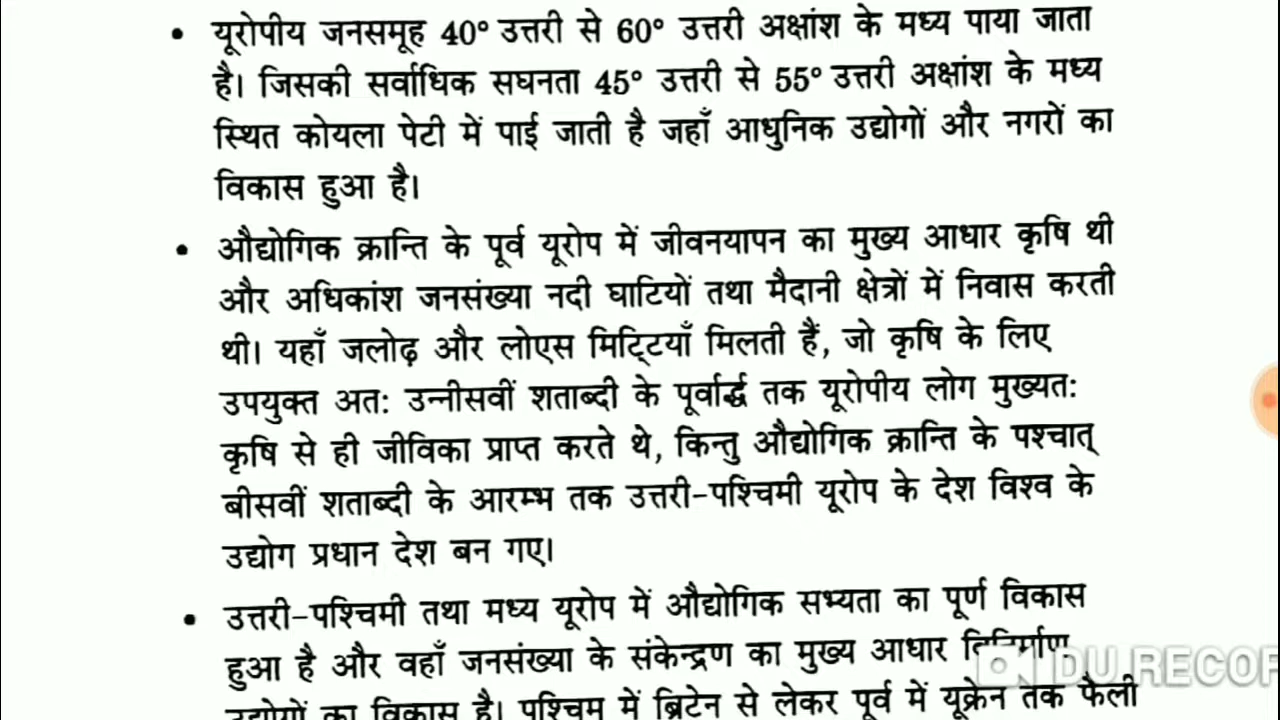 • यूरोपीय जनसमूह 40° उत्तरी से 60° उत्तरी अक्षांश के मध्य पाया जाता
है। जिसकी सर्वाधिक सघनता 45° उत्तरी से 55° उत्तरी अक्षांश के मध्य
स्थित कोयला पेटी में पाई जाती है जहाँ आधुनिक उद्योगों और नगरों का
विकास हुआ है।
• औद्योगिक क्रान्ति के पूर्व यूरोप में जीवनयापन का मुख्य आधार कृषि थी
और अधिकांश जनसंख्या नदी घाटियों तथा मैदानी क्षेत्रों में निवास करती
थी। यहाँ जलोढ़ और लोएस मिट्टियाँ मिलती हैं, जो कृषि के लिए
उपयुक्त अत: उन्नीसवीं शताब्दी के पूर्वार्द्ध तक यूरोपीय लोग मुख्यत:
कृषि से ही जीविका प्राप्त करते थे, किन्तु औद्योगिक क्रान्ति के पश्चात्
बीसवीं शताब्दी के आरम्भ तक उत्तरी-पश्चिमी यूरोप के देश विश्व के
उद्योग प्रधान देश बन गए।
• उत्तरी-पश्चिमी तथा मध्य यूरोप में औद्योगिक सभ्यता का पूर्ण विकास
हुआ है और वहाँ जनसंख्या के संकेन्द्रण का मुख्य आधार विनिर्माण
DU RECOR
उद्योगों का विकास है। पश्चिम में ब्रिटेन से लेकर पूर्व में यूक्रेन तक फैली